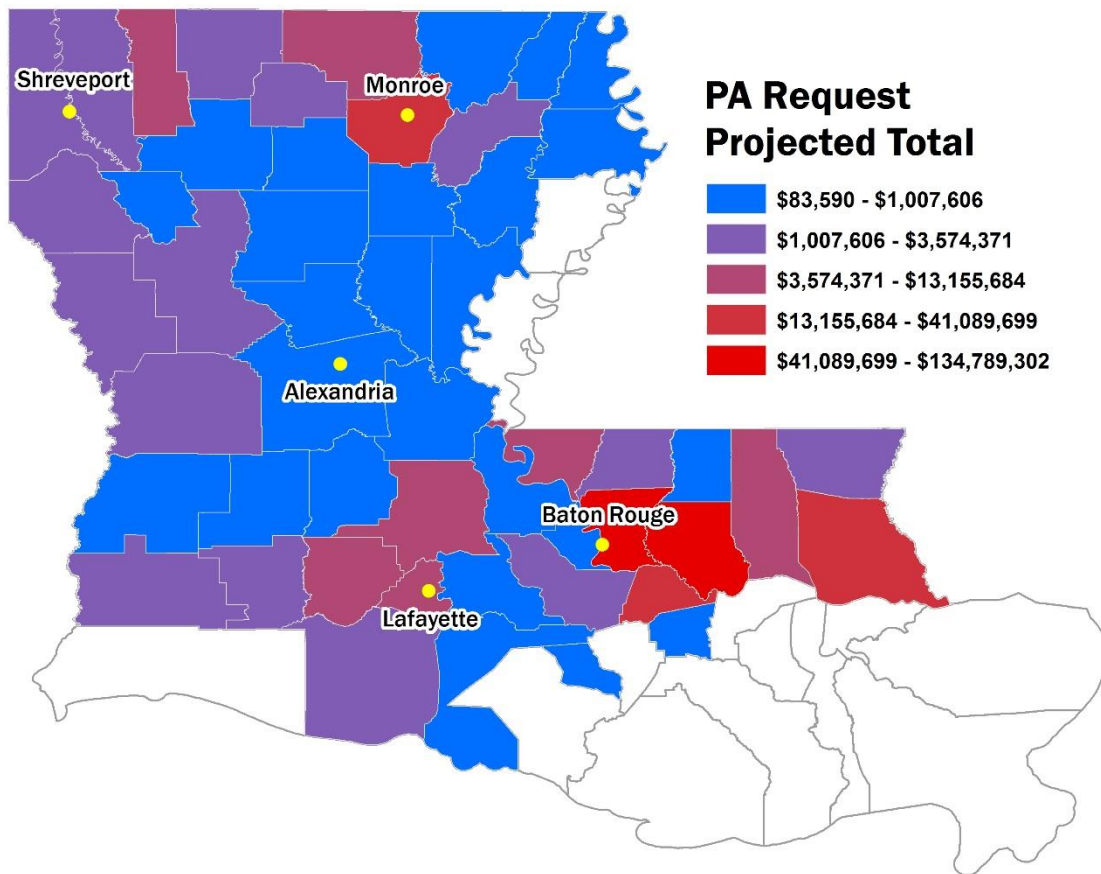 PA Request
Projected Total
$83,590 - $1,007,606
$1,007,606 - $3,574,371
$3,574,371 - $13,155,684
$13,155,684 - $41,089,699
$41,089,699 - $134,789,302
Shreveport
Monroe
Alexandria
Baton Rouge
Lafayette